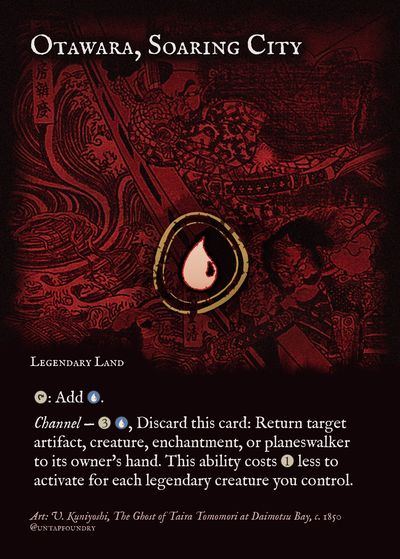 Otawara, Soaring City
Legendary Land
: Add .
Channel – 3 , Discard this card: Return target
artifact, creature, enchantment, or planeswalker
to its owner's hand. This ability costs 1 less to
activate for each legendary creature you control.
Art: U. Kuniyoshi, The Ghost of Taira Tomomori at Daimotsu Bay, c. 1850
@untapfoundry